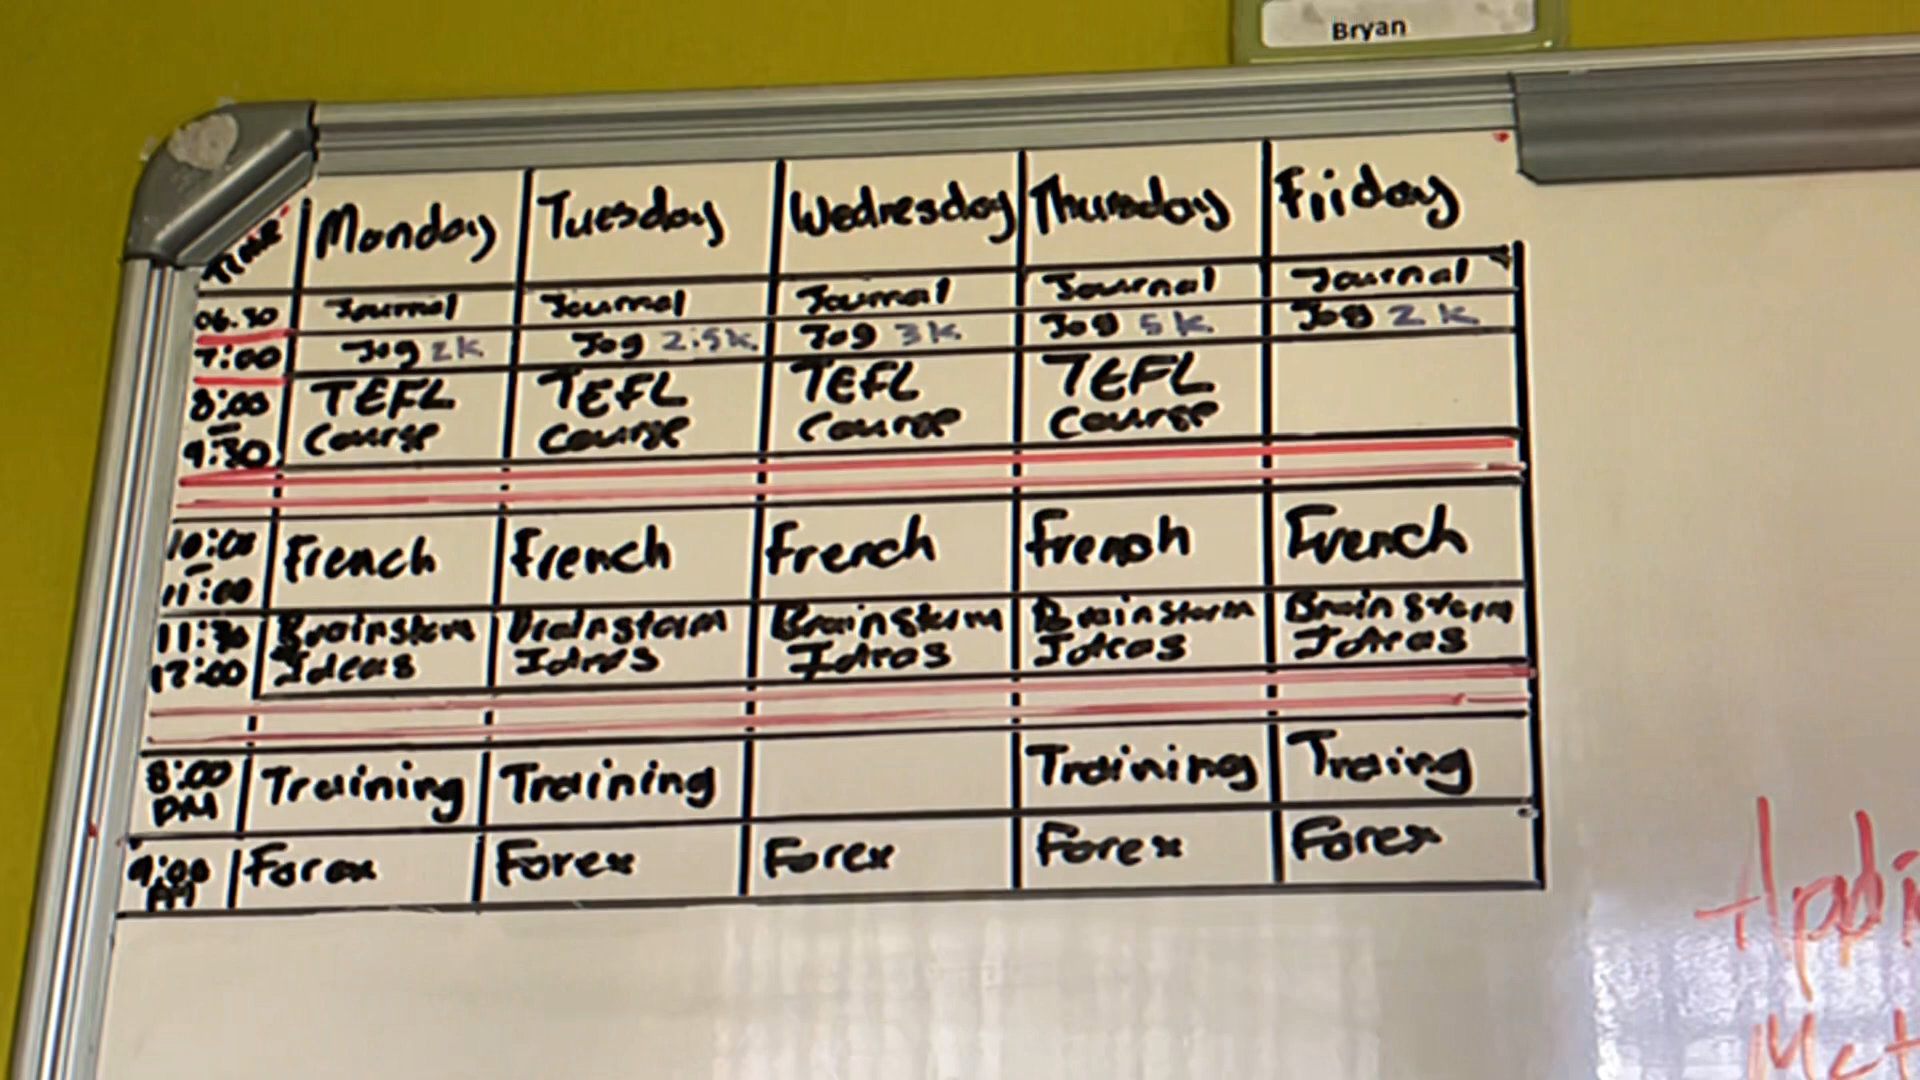 Bryan
Time Monday Tuesday Wednesday Thursday Friday
06.30 Journal Journal Journal Journal Journal
7:00 Jog 2K Jog 2.5K Jog 3K Jog 5K Jog 2K
8:00 - 9:30 TEFL TEFL TEFL TEFL
Course Course Course Course
10:00 - 11:00 French French French French French
11:30 Brainstorm Brainstorm Brainstorm Brainstorm Brainstorm
12:00 Ideas Ideas Ideas Ideas Ideas
8:00 PM Training Training Training Traing
9:00 Forex Forex Forex Forex Forex